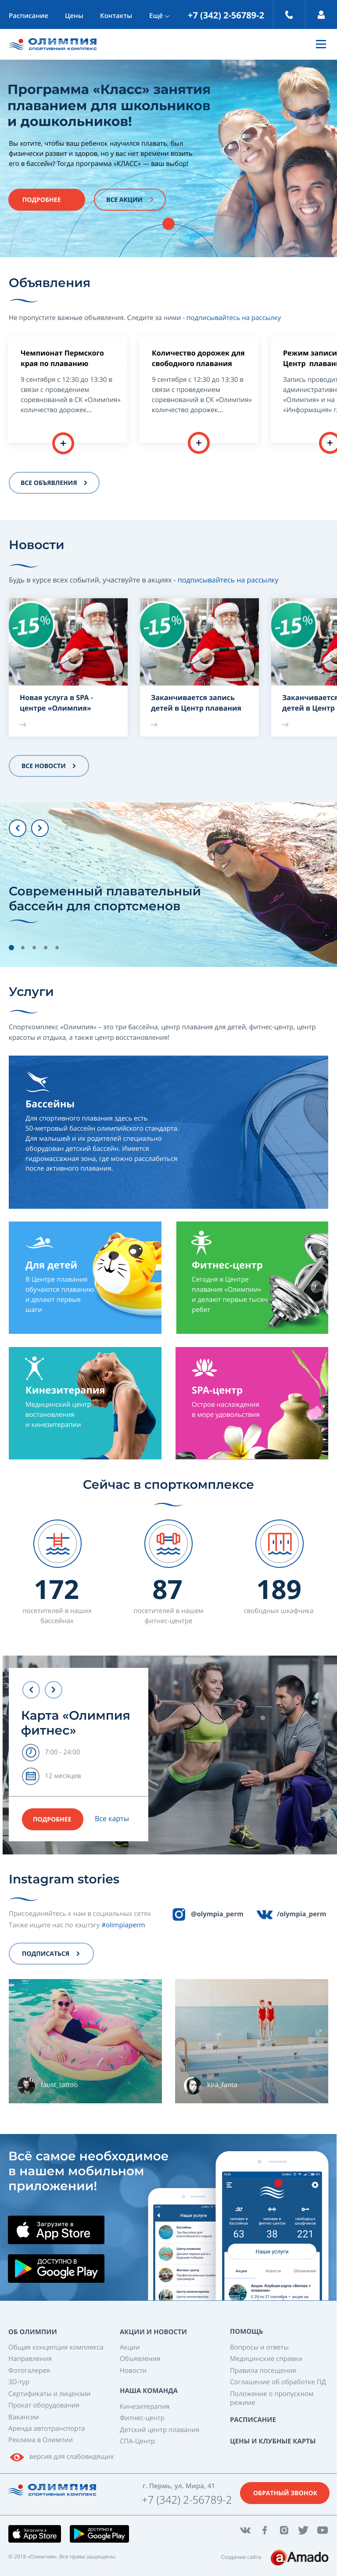 Расписание Цены Контакты Ещё +7 (342) 2-56789-2
ОЛИМПИЯ
СПОРТИВНЫЙ КОМПЛЕКС
Программа «Класс» занятия
плаванием для школьников
и дошкольников!
Вы хотите, чтобы ваш ребенок научился плавать, был
физически развит и здоров, но у вас нет времени возить
его в бассейн? Тогда программа «КЛАСС» — ваш выбор!
ПОДРОБНЕЕ ВСЕ АКЦИИ
Объявления
Не пропустите важные объявления. Следите за ними - подписывайтесь на рассылку
Чемпионат Пермского
края по плаванию
9 сентября с 12:30 до 13:30 в
связи с проведением
соревнований в СК «Олимпия»
количество дорожек...
Количество дорожек для
свободного плавания
9 сентября с 12:30 до 13:30 в
связи с проведением
соревнований в СК «Олимпия»
количество дорожек...
Режим записи
Центр плаван
Запись проводит
административн
«Олимпия» и на
«Информация» г.
ВСЕ ОБЪЯВЛЕНИЯ
Новости
Будь в курсе всех событий, участвуйте в акциях - подписывайтесь на рассылку
-15% -15% -15%
Новая услуга в SPA -
центре «Олимпия»
Заканчивается запись
детей в Центр плавания
Заканчивается
детей в Центр
ВСЕ НОВОСТИ
Современный плавательный
бассейн для спортсменов
Услуги
Спорткомплекс «Олимпия» – это три бассейна, центр плавания для детей, фитнес-центр, центр
красоты и отдыха, а также центр восстановления!
Бассейны
Для спортивного плавания здесь есть
50-метровый бассейн олимпийского стандарта.
Для малышей и их родителей специально
оборудован детский бассейн. Имеется
гидромассажная зона, где можно расслабиться
после активного плавания.
Для детей
В Центре плавания
обучаются плаванию
и делают первые
шаги
Фитнес-центр
Сегодня в Центре
плавания «Олимпии»
и делают первые тысяч
ребят
Кинезитерапия
Медицинский центр
востановления
и кинезитерапии
SPA-центр
Остров наслаждения
в море удовольствия
Сейчас в спорткомплексе
172 87 189
посетителей в наших
бассейнах
посетителей в нашем
фитнес-центре
свободных шкафчика
Карта «Олимпия
фитнес»
7:00 - 24:00
12 месяцев
ПОДРОБНЕЕ Все карты
Instagram stories
Присоединяйтесь к нам в социальных сетях
Также ищите нас по хэштэгу #olimpiaperm
@olympia_perm /olympia_perm
ПОДПИСАТЬСЯ
faust_tattoo kira_fanta
Всё самое необходимое
в нашем мобильном
приложении!
Загрузите в
App Store
ДОСТУПНО В
Google Play
Наши услуги
63 38 221
Наши услуги
ОБ ОЛИМПИИ
Общая концепция комплекса
Направления
Фотогалерея
3D-тур
Сертификаты и лицензии
Прокат оборудования
Вакансии
Аренда автотранспорта
Реклама в Олимпии
версия для слабовидящих
АКЦИИ И НОВОСТИ
Акции
Объявления
Новости
НАША КОМАНДА
Кинезитерапия
Фитнес-центр
Детский центр плавания
СПА-Центр
ПОМОЩЬ
Вопросы и ответы
Медицинские справки
Правила посещения
Соглашение об обработке ПД
Положение о пропускном
режиме
РАСПИСАНИЕ
ЦЕНЫ И КЛУБНЫЕ КАРТЫ
ОЛИМПИЯ
СПОРТИВНЫЙ КОМПЛЕКС
г. Пермь, ул. Мира, 41
+7 (342) 2-56789-2
ОБРАТНЫЙ ЗВОНОК
Загрузите в
App Store
ДОСТУПНО В
Google Play
© 2018 «Олимпия». Все права защищены.
Создание сайта
Amado